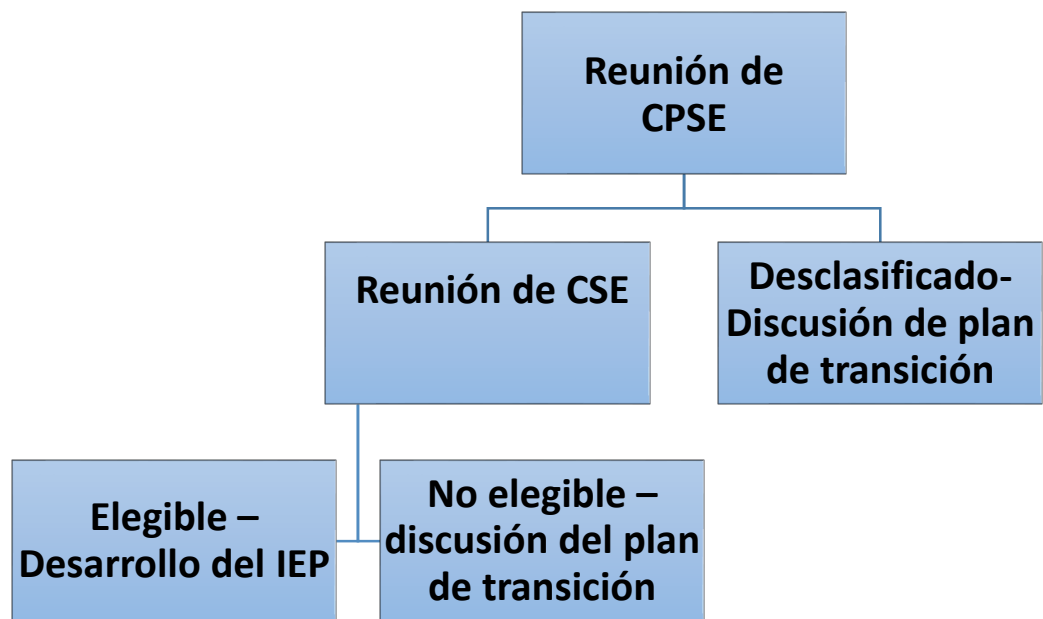 Reunión de
CPSE
Reunión de CSE
Desclasificado-
Discusión de plan
de transición
Elegible –
Desarrollo del IEP
No elegible –
discusión del plan
de transición